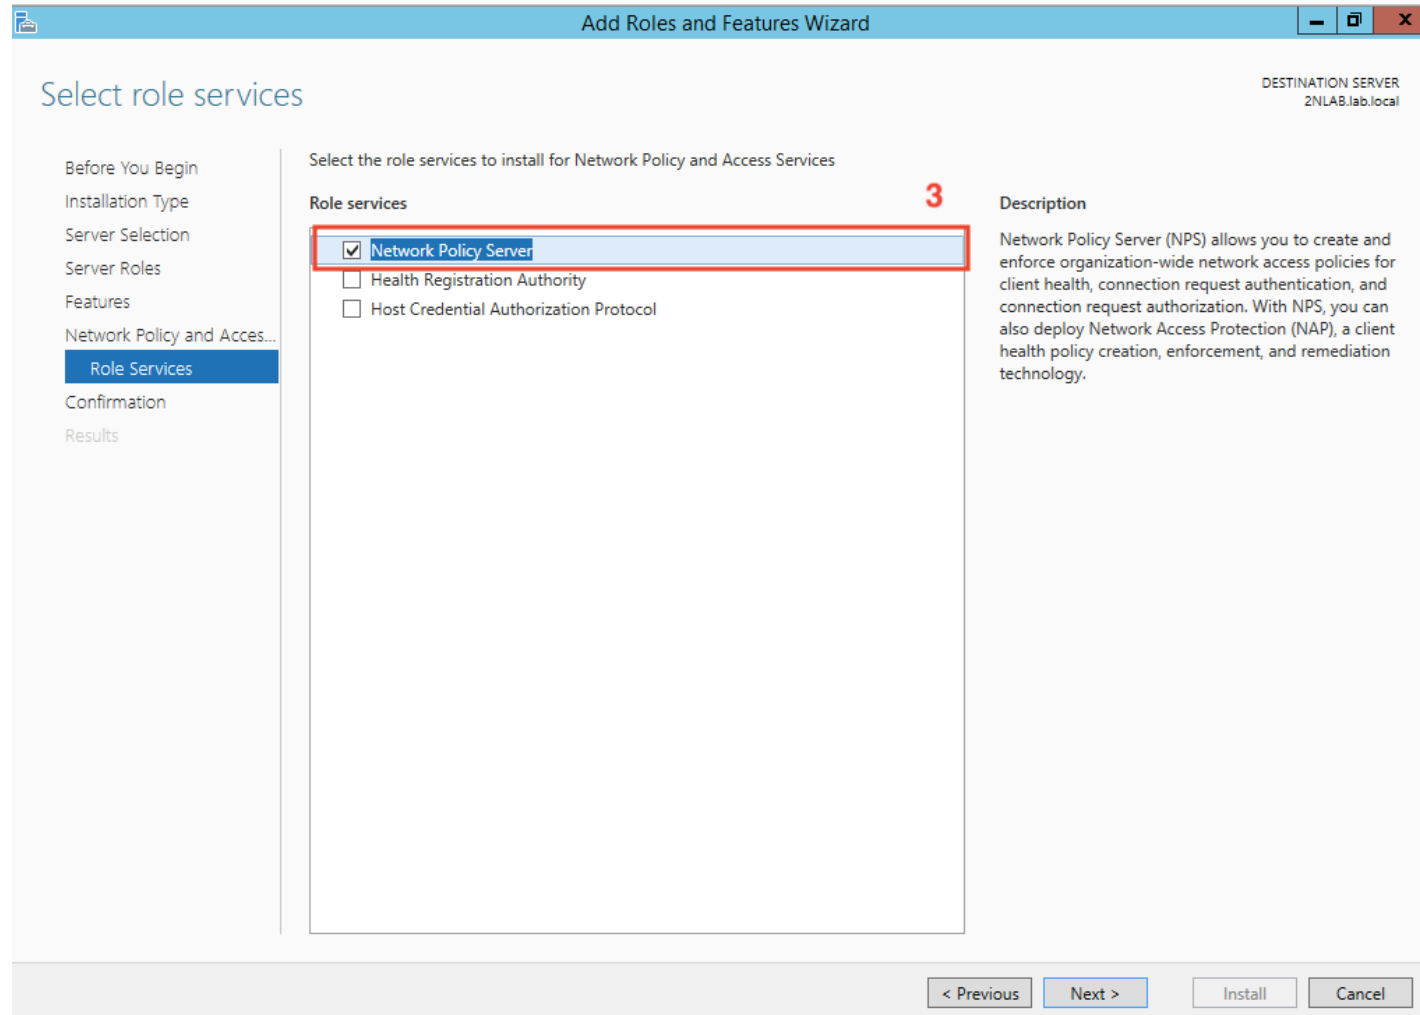 Add Roles and Features Wizard
x
Select role services
DESTINATION SERVER
2NLAB.lab.local
Before You Begin
Installation Type
Server Selection
Server Roles
Features
Network Policy and Acces...
Role Services
Confirmation
Results
Select the role services to install for Network Policy and Access Services
Role services
3
Network Policy Server
Health Registration Authority
Host Credential Authorization Protocol
Description
Network Policy Server (NPS) allows you to create and
enforce organization-wide network access policies for
client health, connection request authentication, and
connection request authorization. With NPS, you can
also deploy Network Access Protection (NAP), a client
health policy creation, enforcement, and remediation
technology.
< Previous
Next >
Install
Cancel